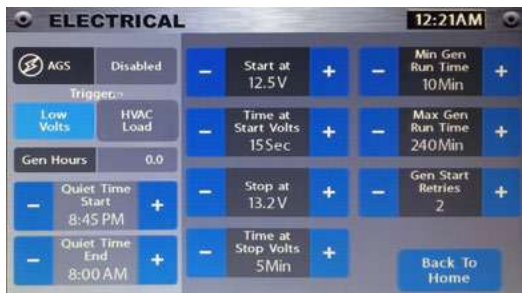 ELECTRICAL
12:21AM
AGS
Disabled
Triggers
Low
Volts
HVAC
Load
Gen Hours
0.0
− Quiet Time
Start +
8:45 PM
− Quiet Time
End +
8:00 AM
− Start at +
12.5V
− Time at
Start Volts +
15Sec
− Stop at +
13.2V
− Time at
Stop Volts +
5Min
− Min Gen
Run Time +
10Min
− Max Gen
Run Time +
240Min
− Gen Start
Retries +
2
Back To
Home